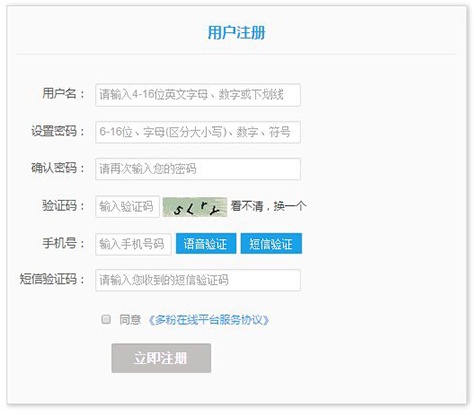 用户注册
用户名： 请输入4-16位英文字母、数字或下划线
设置密码： 6-16位、字母(区分大小写)、数字、符号
确认密码： 请再次输入您的密码
验证码： 输入验证码 sLry 看不清，换一个
手机号： 输入手机号码 语音验证 短信验证
短信验证码： 请输入您收到的短信验证码
同意 《多粉在线平台服务协议》
立即注册